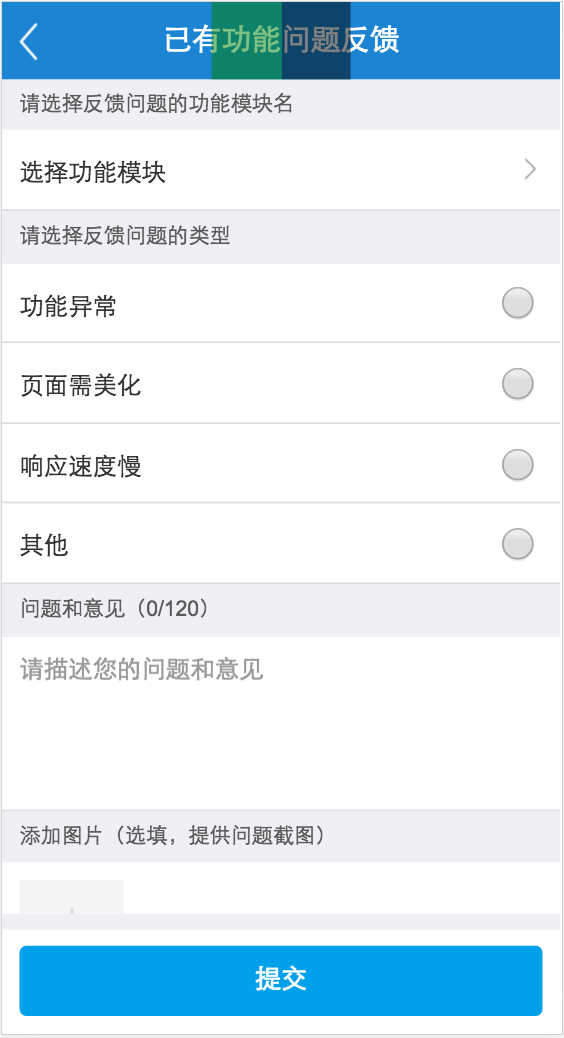 已有功能问题反馈
请选择反馈问题的功能模块名
选择功能模块
请选择反馈问题的类型
功能异常
页面需美化
响应速度慢
其他
问题和意见（0/120）
请描述您的问题和意见
添加图片（选填，提供问题截图）
提交